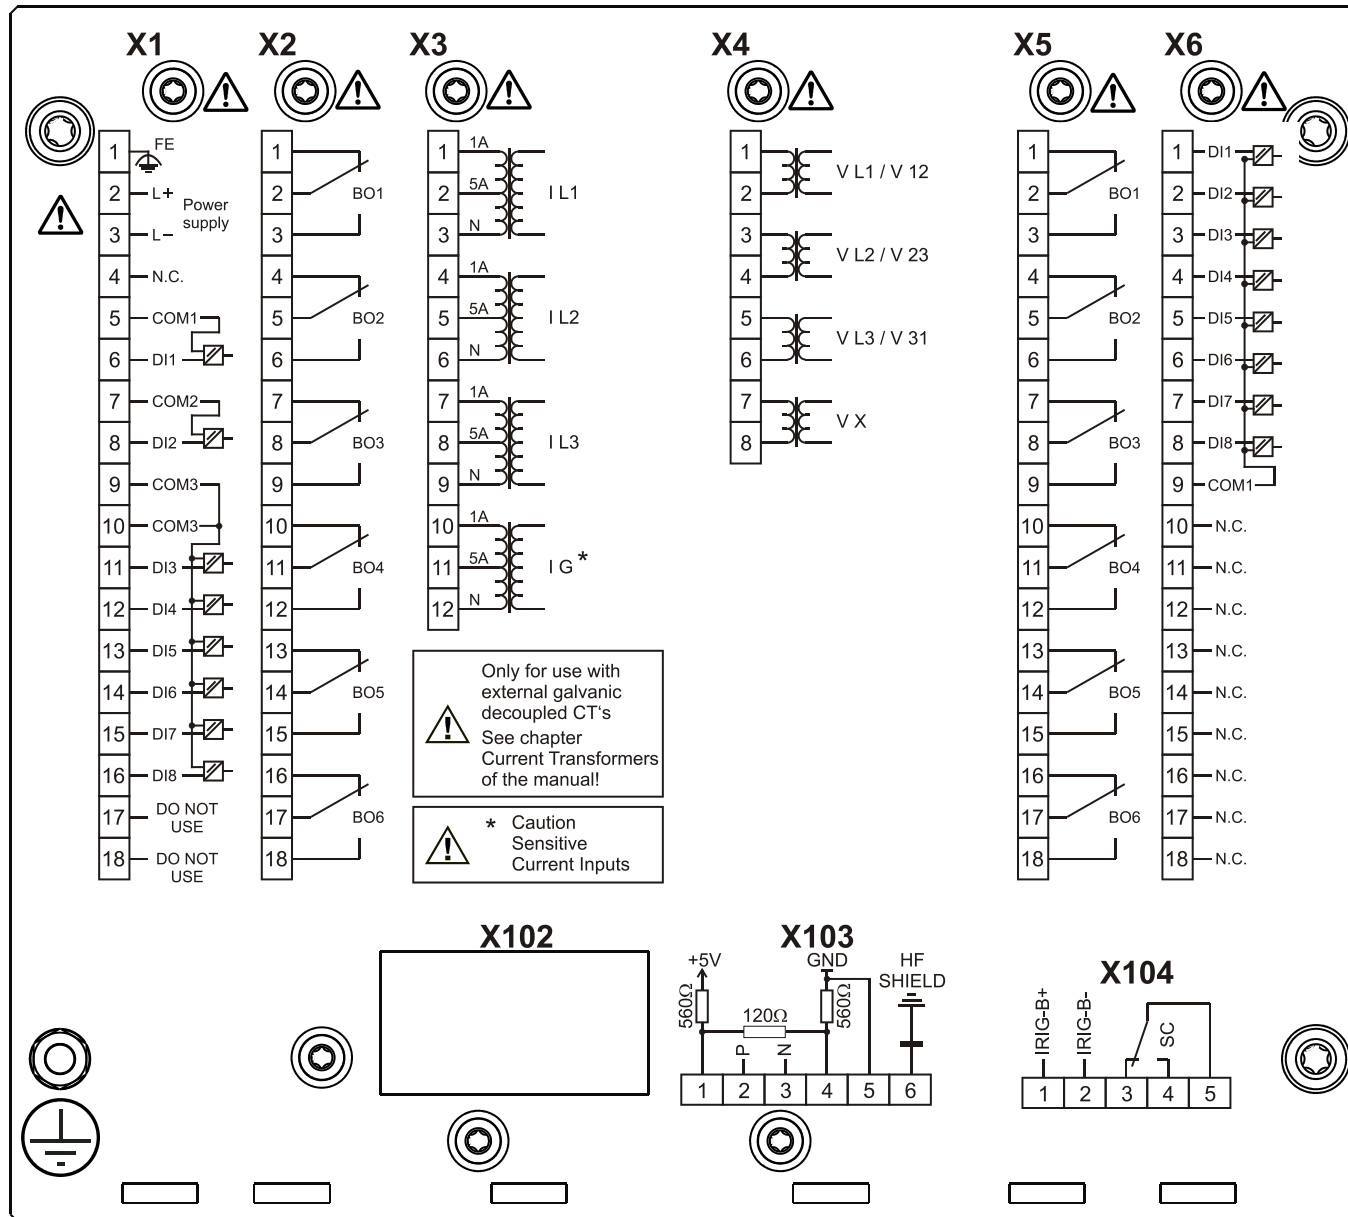 X1
1 FE
2 L+ Power
supply
3 L−
4 N.C.
5 COM1
6 DI1
7 COM2
8 DI2
9 COM3
10 COM3
11 DI3
12 DI4
13 DI5
14 DI6
15 DI7
16 DI8
17 DO NOT
USE
18 DO NOT
USE
X2
1
2 BO1
3
4
5 BO2
6
7
8 BO3
9
10
11 BO4
12
13
14 BO5
15
16
17 BO6
18
X3
1 1A
2 5A I L1
3 N
4 1A
5 5A I L2
6 N
7 1A
8 5A I L3
9 N
10 1A
11 5A I G*
12 N
Only for use with
external galvanic
decoupled CT‘s
See chapter
Current Transformers
of the manual!
* Caution
Sensitive
Current Inputs
X4
1
V L1 / V 12
2
3
V L2 / V 23
4
5
V L3 / V 31
6
7
V X
8
X5
1
2 BO1
3
4
5 BO2
6
7
8 BO3
9
10
11 BO4
12
13
14 BO5
15
16
17 BO6
18
X6
1 DI1
2 DI2
3 DI3
4 DI4
5 DI5
6 DI6
7 DI7
8 DI8
9 COM1
10 N.C.
11 N.C.
12 N.C.
13 N.C.
14 N.C.
15 N.C.
16 N.C.
17 N.C.
18 N.C.
X102
X103
+5V GND HF
SHIELD
560Ω 120Ω 560Ω
P N
1 2 3 4 5 6
X104
IRIG-B+ IRIG-B- SC
1 2 3 4 5